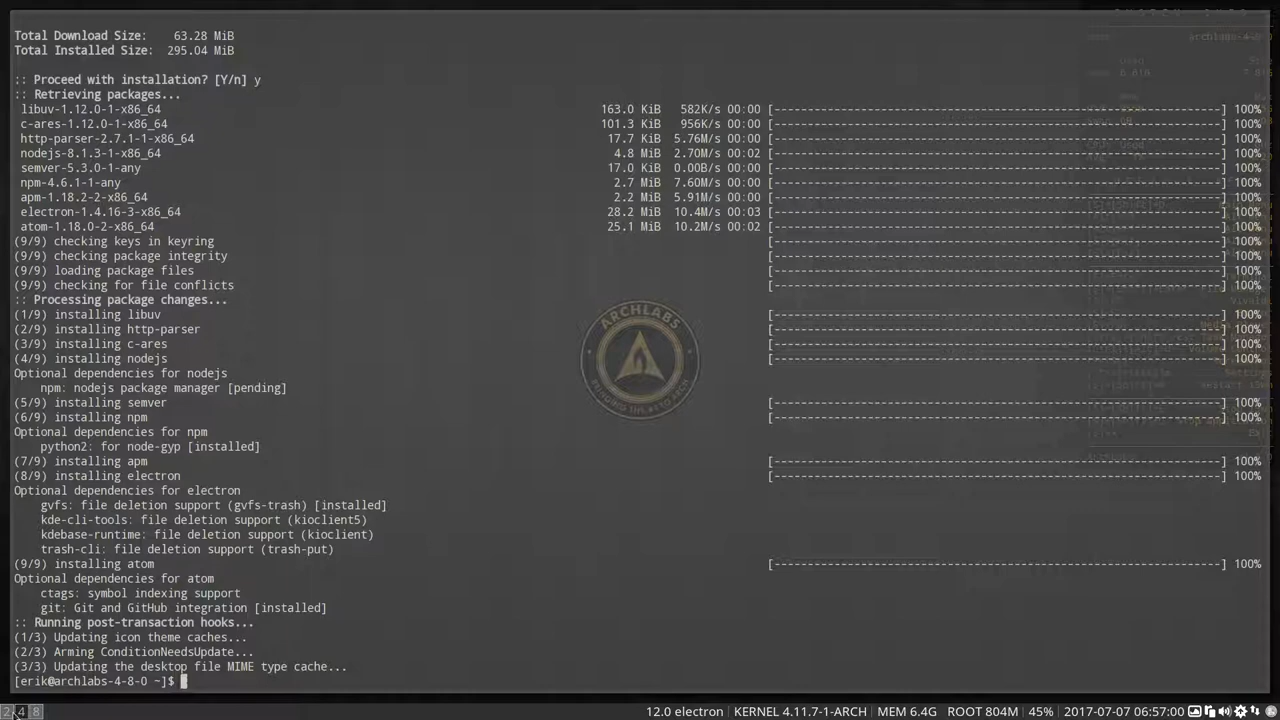 Total Download Size:    63.28 MiB
Total Installed Size:  295.04 MiB
:: Proceed with installation? [Y/n] y
:: Retrieving packages...
libuv-1.12.0-1-x86_64 163.0 KiB 582K/s 00:00 [----------] 100%
c-ares-1.12.0-1-x86_64 101.3 KiB 956K/s 00:00 [----------] 100%
http-parser-2.7.1-1-x86_64 17.7 KiB 5.76M/s 00:00 [----------] 100%
nodejs-8.1.3-1-x86_64 4.8 MiB 2.70M/s 00:02 [----------] 100%
semver-5.3.0-1-any 17.0 KiB 0.00B/s 00:00 [----------] 100%
npm-4.6.1-1-any 2.7 MiB 7.60M/s 00:00 [----------] 100%
apm-1.18.2-2-x86_64 2.2 MiB 5.91M/s 00:00 [----------] 100%
electron-1.4.16-3-x86_64 28.2 MiB 10.4M/s 00:03 [----------] 100%
atom-1.18.0-2-x86_64 25.1 MiB 10.2M/s 00:02 [----------] 100%
(9/9) checking keys in keyring [----------] 100%
(9/9) checking package integrity [----------] 100%
(9/9) loading package files [----------] 100%
(9/9) checking for file conflicts [----------] 100%
:: Processing package changes...
(1/9) installing libuv [----------] 100%
(2/9) installing http-parser [----------] 100%
(3/9) installing c-ares [----------] 100%
(4/9) installing nodejs [----------] 100%
Optional dependencies for nodejs
npm: nodejs package manager [pending]
(5/9) installing semver [----------] 100%
(6/9) installing npm [----------] 100%
Optional dependencies for npm
python2: for node-gyp [installed]
(7/9) installing apm [----------] 100%
(8/9) installing electron [----------] 100%
Optional dependencies for electron
gvfs: file deletion support (gvfs-trash) [installed]
kde-cli-tools: file deletion support (kioclient5)
kdebase-runtime: file deletion support (kioclient)
trash-cli: file deletion support (trash-put)
(9/9) installing atom [----------] 100%
Optional dependencies for atom
ctags: symbol indexing support
git: Git and GitHub integration [installed]
:: Running post-transaction hooks...
(1/3) Updating icon theme caches...
(2/3) Arming ConditionNeedsUpdate...
(3/3) Updating the desktop file MIME type cache...
[erik@archlabs-4-8-0 ~]$
ARCHLABS
2 4 8 12.0 electron | KERNEL 4.11.7-1-ARCH | MEM 6.4G | ROOT 804M | 45% | 2017-07-07 06:57:00